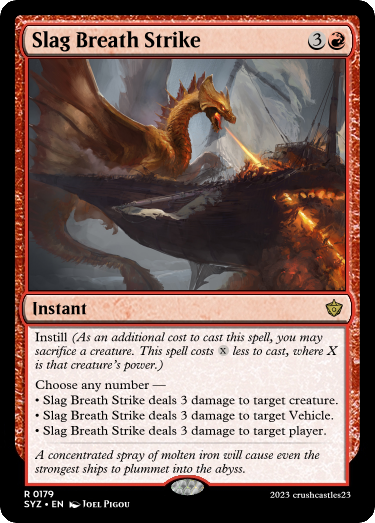 Slag Breath Strike 3
Instant
Instill (As an additional cost to cast this spell, you may
sacrifice a creature. This spell costs X less to cast, where X
is that creature's power.)
Choose any number —
• Slag Breath Strike deals 3 damage to target creature.
• Slag Breath Strike deals 3 damage to target Vehicle.
• Slag Breath Strike deals 3 damage to target player.
A concentrated spray of molten iron will cause even the
strongest ships to plummet into the abyss.
R 0179
SYZ • EN Joel Pigou
2023 crushcastles23